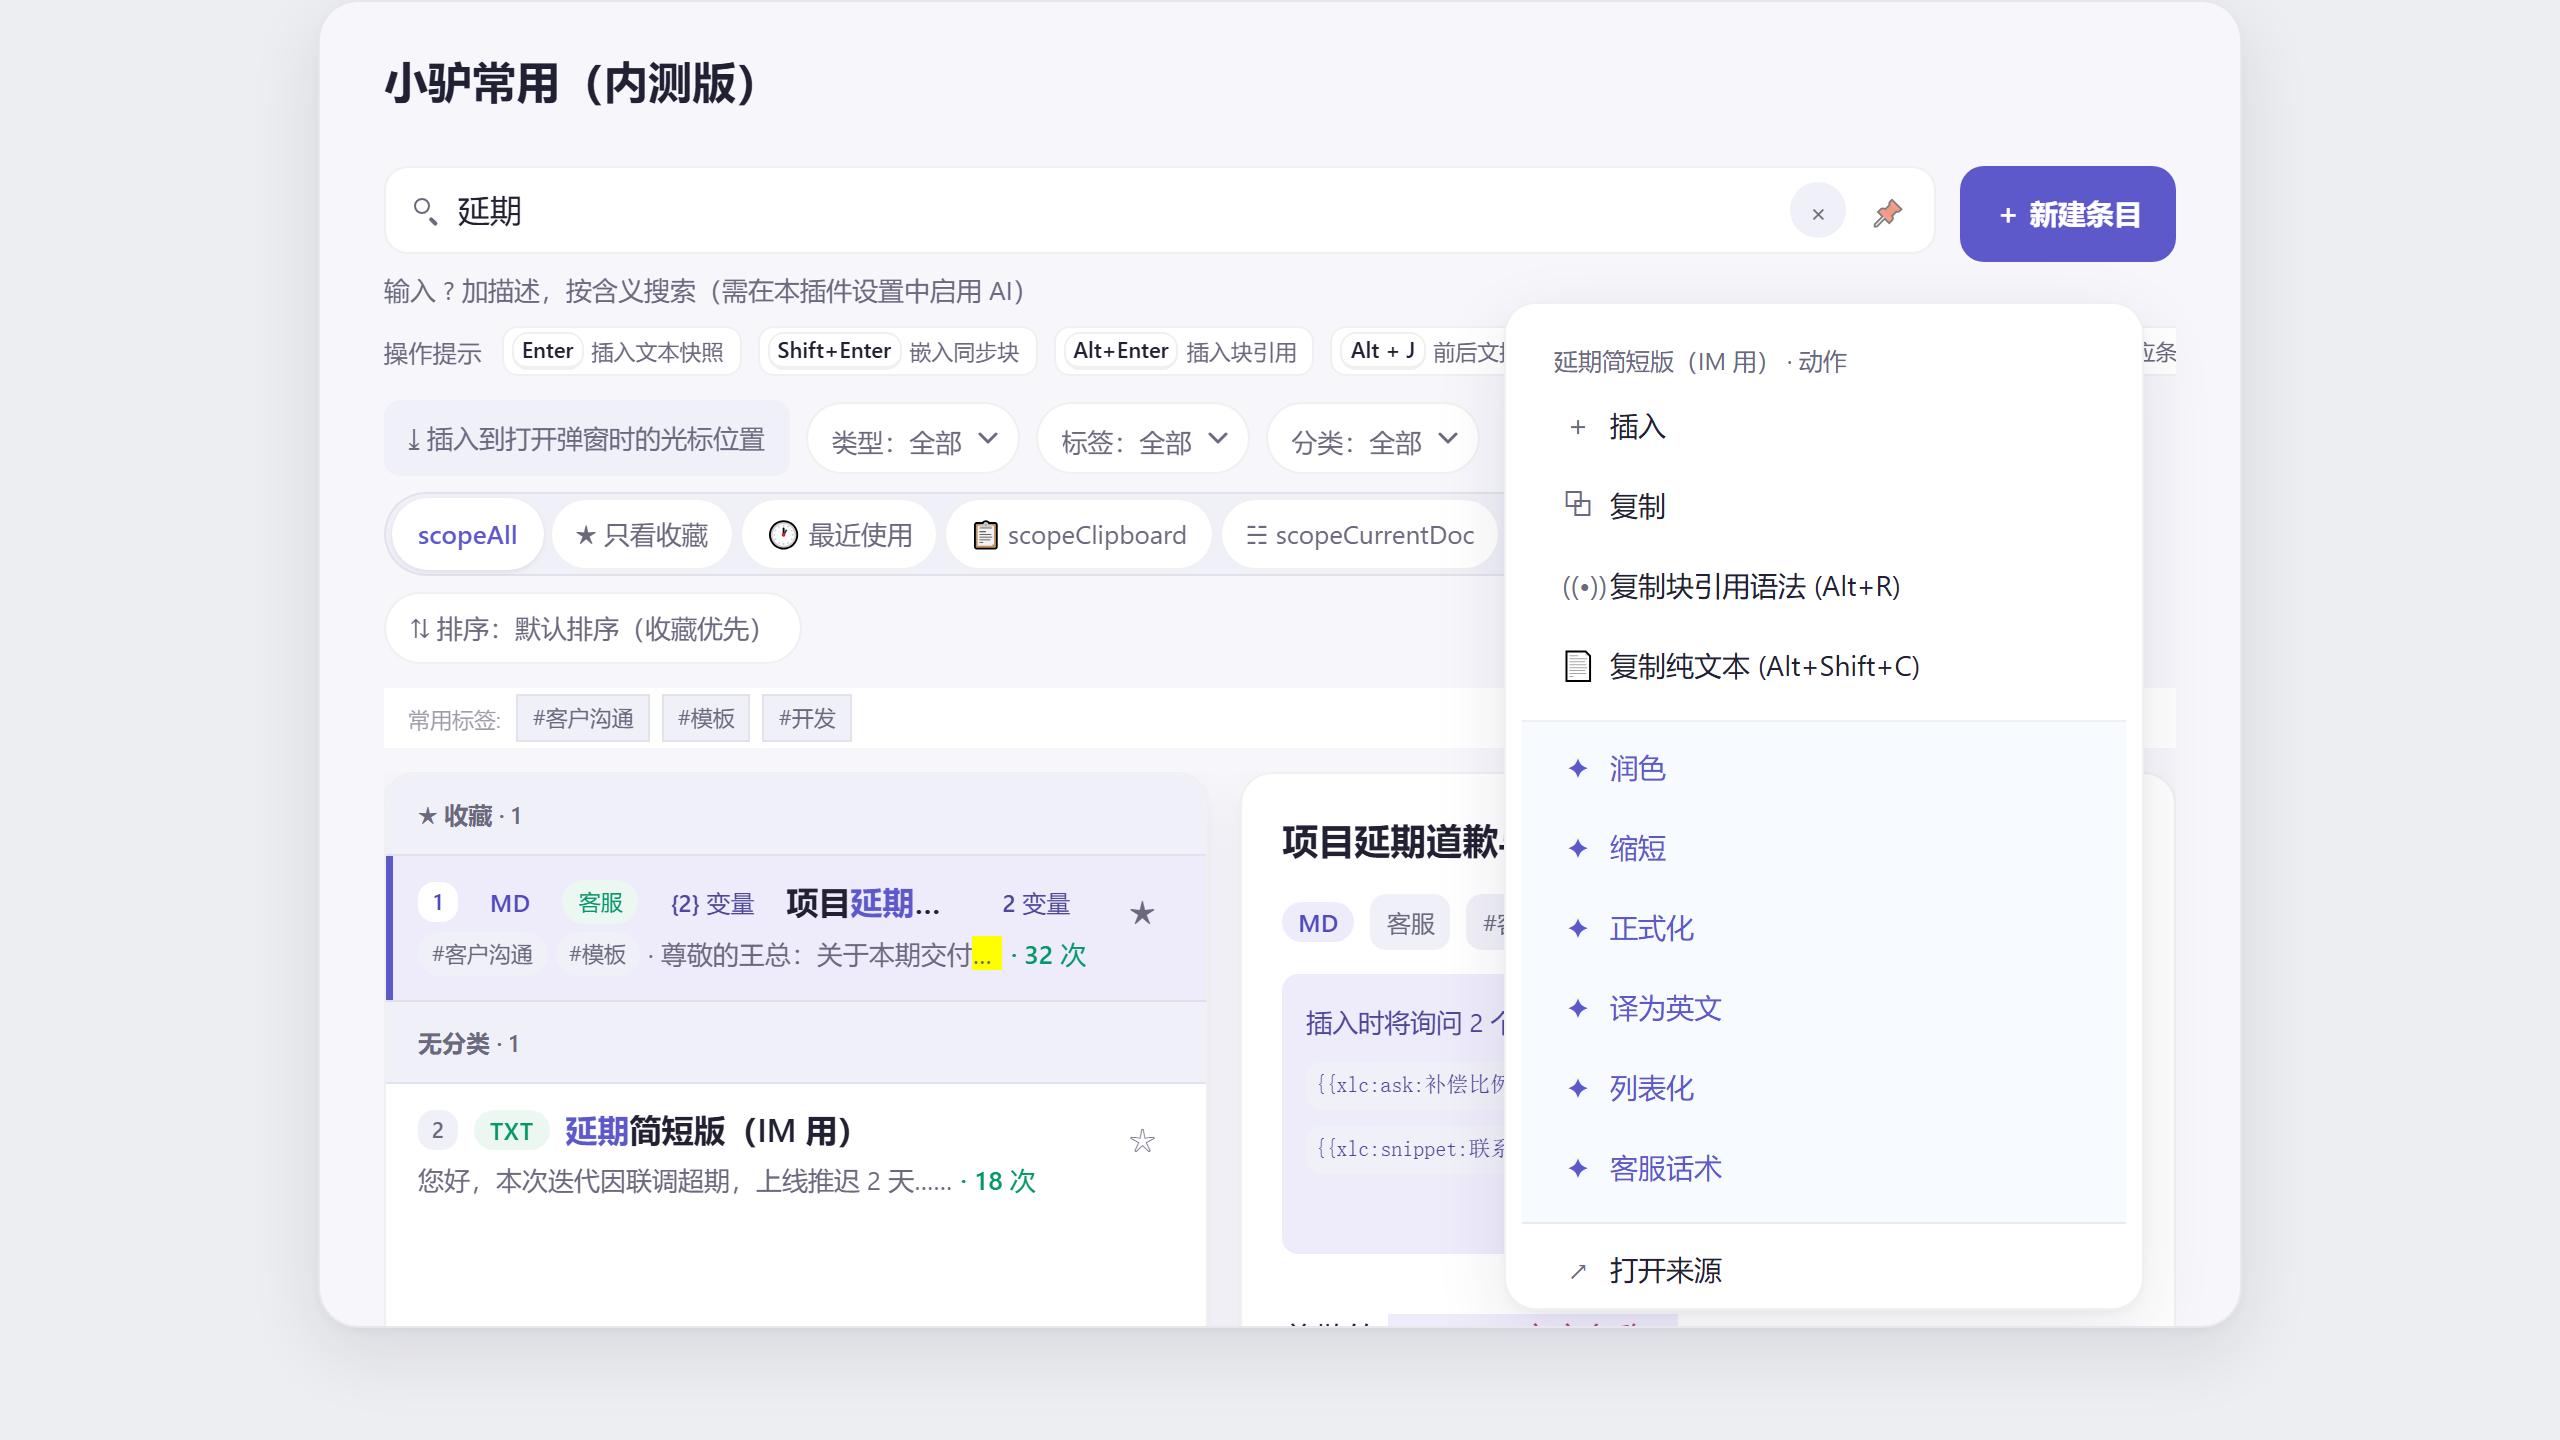 小驴常用（内测版）
延期
× 
+ 新建条目
输入 ? 加描述，按含义搜索（需在本插件设置中启用 AI）
操作提示 Enter 插入文本快照 Shift+Enter 嵌入同步块 Alt+Enter 插入块引用 Alt + J 前后文
⤓ 插入到打开弹窗时的光标位置 类型：全部 标签：全部 分类：全部
scopeAll ★ 只看收藏 最近使用 scopeClipboard ☵ scopeCurrentDoc
⇅ 排序：默认排序（收藏优先）
常用标签: #客户沟通 #模板 #开发
★ 收藏 · 1
1 MD 客服 {2} 变量 项目延期... 2 变量 ★
#客户沟通 #模板 · 尊敬的王总：关于本期交付... · 32 次
无分类 · 1
2 TXT 延期简短版（IM 用） ☆
您好，本次迭代因联调超期，上线推迟 2 天…… · 18 次
项目延期道歉
MD 客服
插入时将询问 2 个
{{xlc:ask:补偿比例
{{xlc:snippet:联系
延期简短版（IM 用） · 动作
+ 插入
复制
((•)) 复制块引用语法 (Alt+R)
复制纯文本 (Alt+Shift+C)
✦ 润色
✦ 缩短
✦ 正式化
✦ 译为英文
✦ 列表化
✦ 客服话术
↗ 打开来源